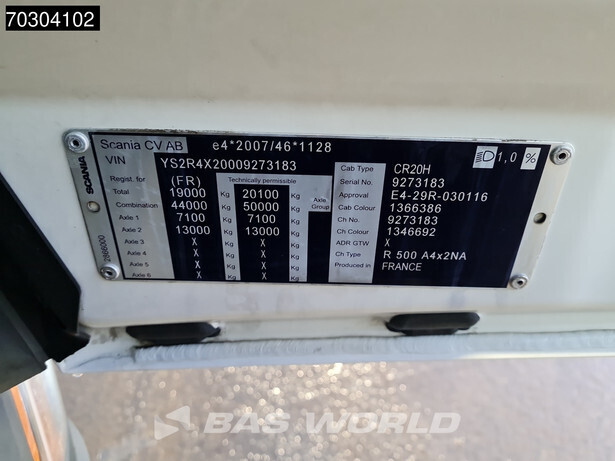 70304102
Scania CV AB e4*2007/46*1128
VIN YS2R4X20009273183
SCANIA
2866000
Regist. for (FR) Technically permissible
Total 19000 Kg 20100 Kg
Combination 44000 Kg 50000 Kg Axle Group
Axle 1 7100 Kg 7100 Kg
Axle 2 13000 Kg 13000 Kg
Axle 3 X Kg X Kg
Axle 4 X Kg X Kg
Axle 5 X Kg X Kg
Axle 6 X Kg X Kg
1,0 %
Cab Type CR20H
Serial No. 9273183
Approval E4-29R-030116
Cab Colour 1366386
Ch No. 9273183
Ch Colour 1346692
ADR GTW X
Ch Type R 500 A4x2NA
Produced in FRANCE
BAS WORLD